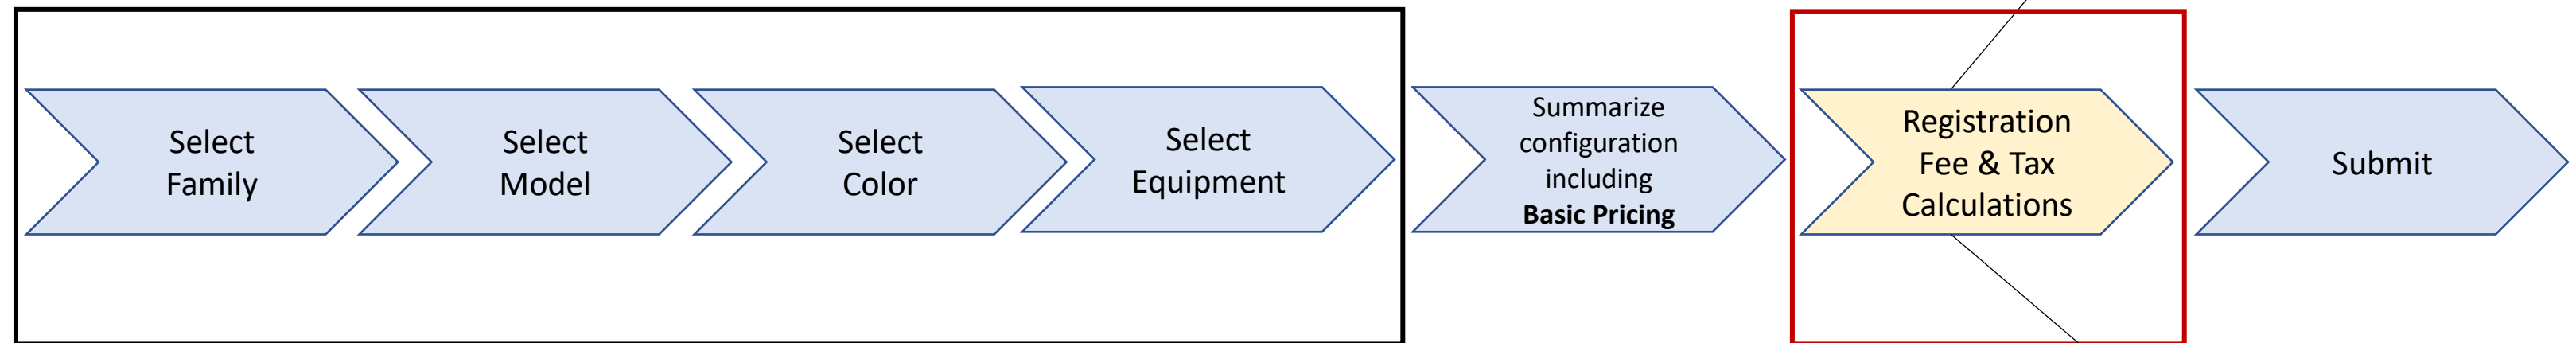 Select
Family
Select
Model
Select
Color
Select
Equipment
Summarize
configuration
including
Basic Pricing
Registration
Fee & Tax
Calculations
Submit